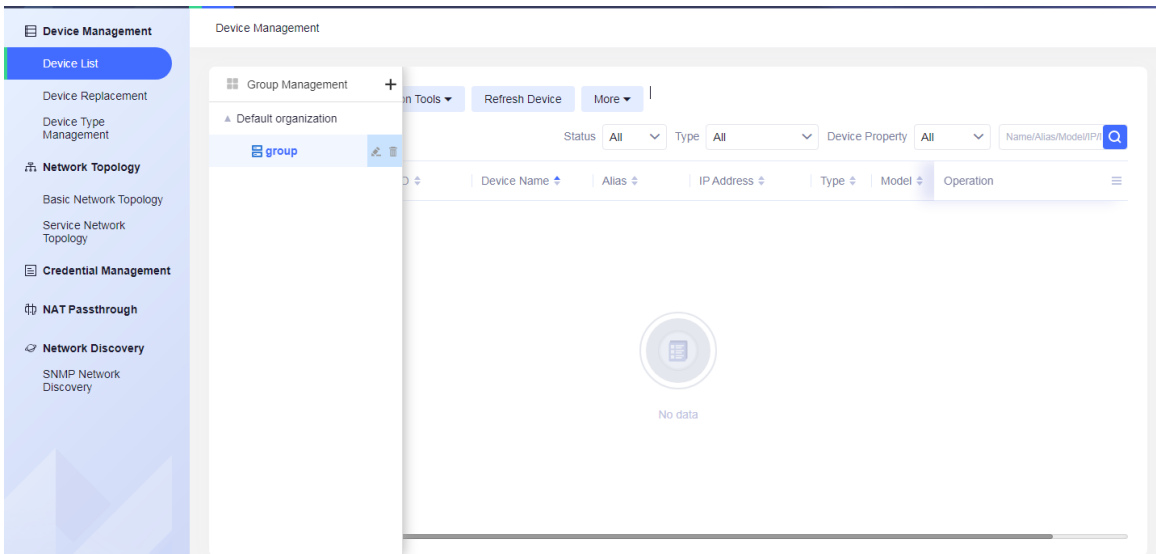 Device Management
Device List
Device Replacement
Device Type
Management
Network Topology
Basic Network Topology
Service Network
Topology
Credential Management
NAT Passthrough
Network Discovery
SNMP Network
Discovery
Device Management
Group Management
Default organization
group
on Tools Refresh Device More
Status All Type All Device Property All Name/Alias/Model/IP/
Device Name Alias IP Address Type Model Operation
No data